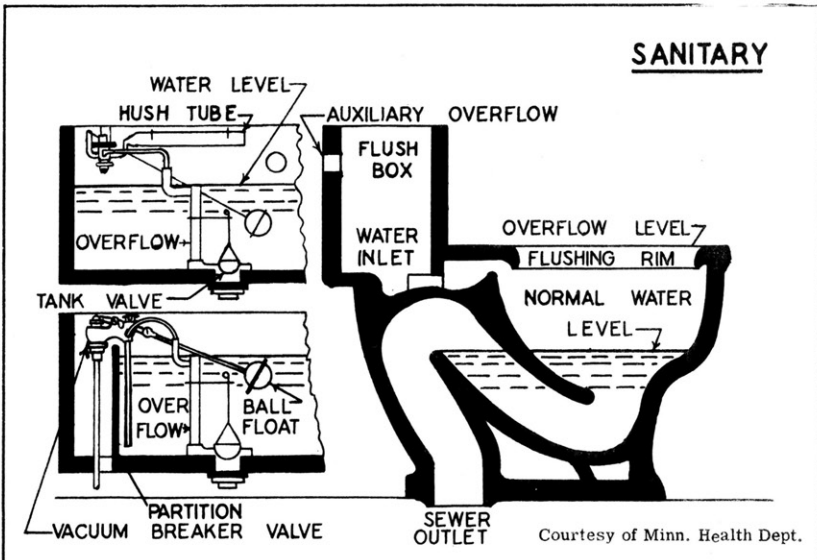 SANITARY
WATER LEVEL
HUSH TUBE
AUXILIARY OVERFLOW
FLUSH
BOX
OVERFLOW
WATER
INLET
OVERFLOW LEVEL
FLUSHING RIM
TANK VALVE
NORMAL WATER
LEVEL
OVER
FLOW
BALL
FLOAT
PARTITION
VACUUM BREAKER VALVE
SEWER
OUTLET
Courtesy of Minn. Health Dept.